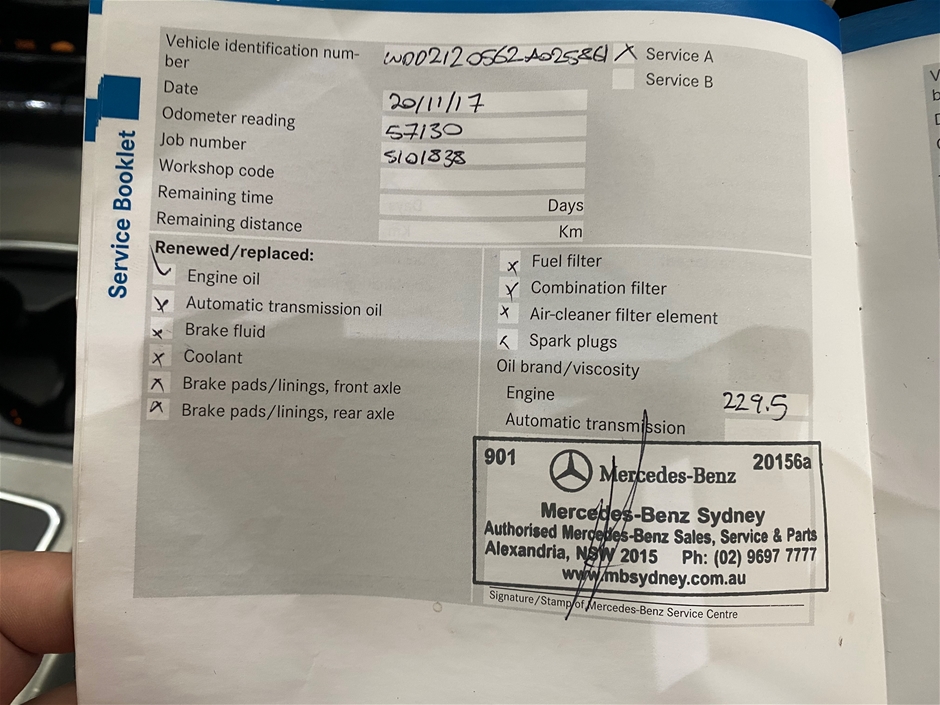 Service Booklet
Vehicle identification num-
ber
WDD2120562A025861
X Service A
Service B
Date 20/11/17
Odometer reading 57130
Job number 5101838
Workshop code
Remaining time Days
Remaining distance Km
Renewed/replaced:
✓ Engine oil
X Automatic transmission oil
X Brake fluid
X Coolant
X Brake pads/linings, front axle
X Brake pads/linings, rear axle
X Fuel filter
X Combination filter
X Air-cleaner filter element
X Spark plugs
Oil brand/viscosity
Engine 229.5
Automatic transmission
901 Mercedes-Benz 20156a
Mercedes-Benz Sydney
Authorised Mercedes-Benz Sales, Service & Parts
Alexandria, NSW 2015 Ph: (02) 9697 7777
www.mbsydney.com.au
Signature/Stamp of Mercedes-Benz Service Centre